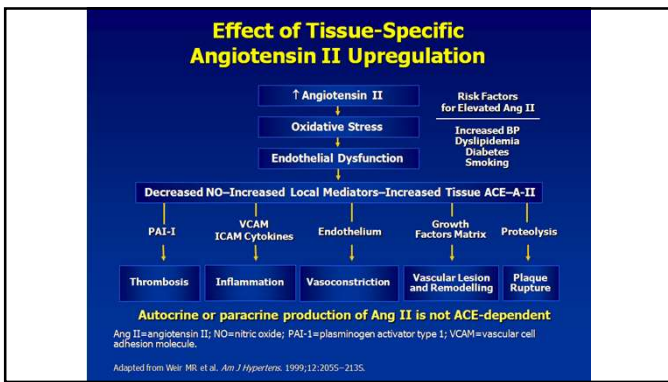 Effect of Tissue-Specific
Angiotensin II Upregulation
↑Angiotensin II
Risk Factors
for Elevated Ang II
Oxidative Stress
Increased BP
Dyslipidemia
Diabetes
Smoking
Endothelial Dysfunction
Decreased NO–Increased Local Mediators–Increased Tissue ACE–A-II
PAI-I
VCAM
ICAM Cytokines
Endothelium
Growth
Factors Matrix
Proteolysis
Thrombosis
Inflammation
Vasoconstriction
Vascular Lesion
and Remodelling
Plaque
Rupture
Autocrine or paracrine production of Ang II is not ACE-dependent
Ang II=angiotensin II; NO=nitric oxide; PAI-1=plasminogen activator type 1; VCAM=vascular cell
adhesion molecule.
Adapted from Weir MR et al. Am J Hypertens. 1999;12:205S–213S.